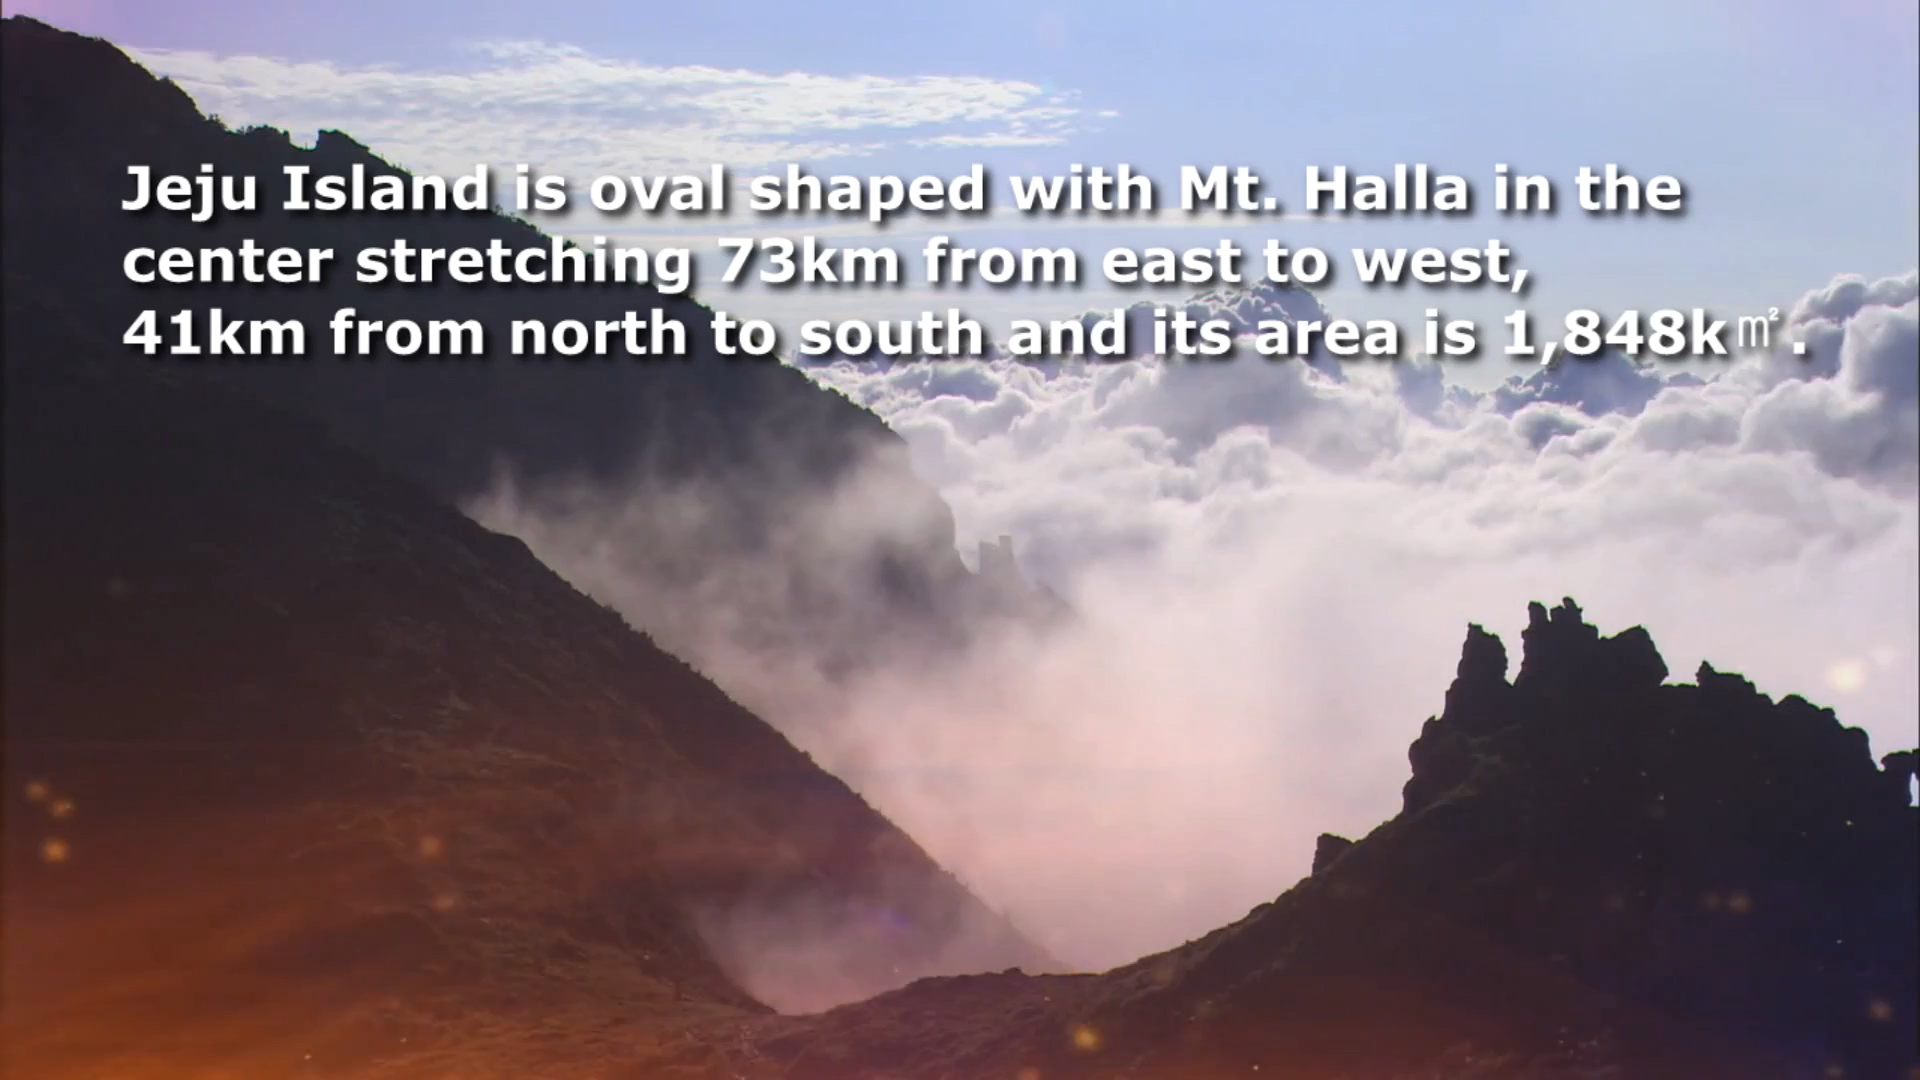 Jeju Island is oval shaped with Mt. Halla in the
center stretching 73km from east to west,
41km from north to south and its area is 1,848k㎡.